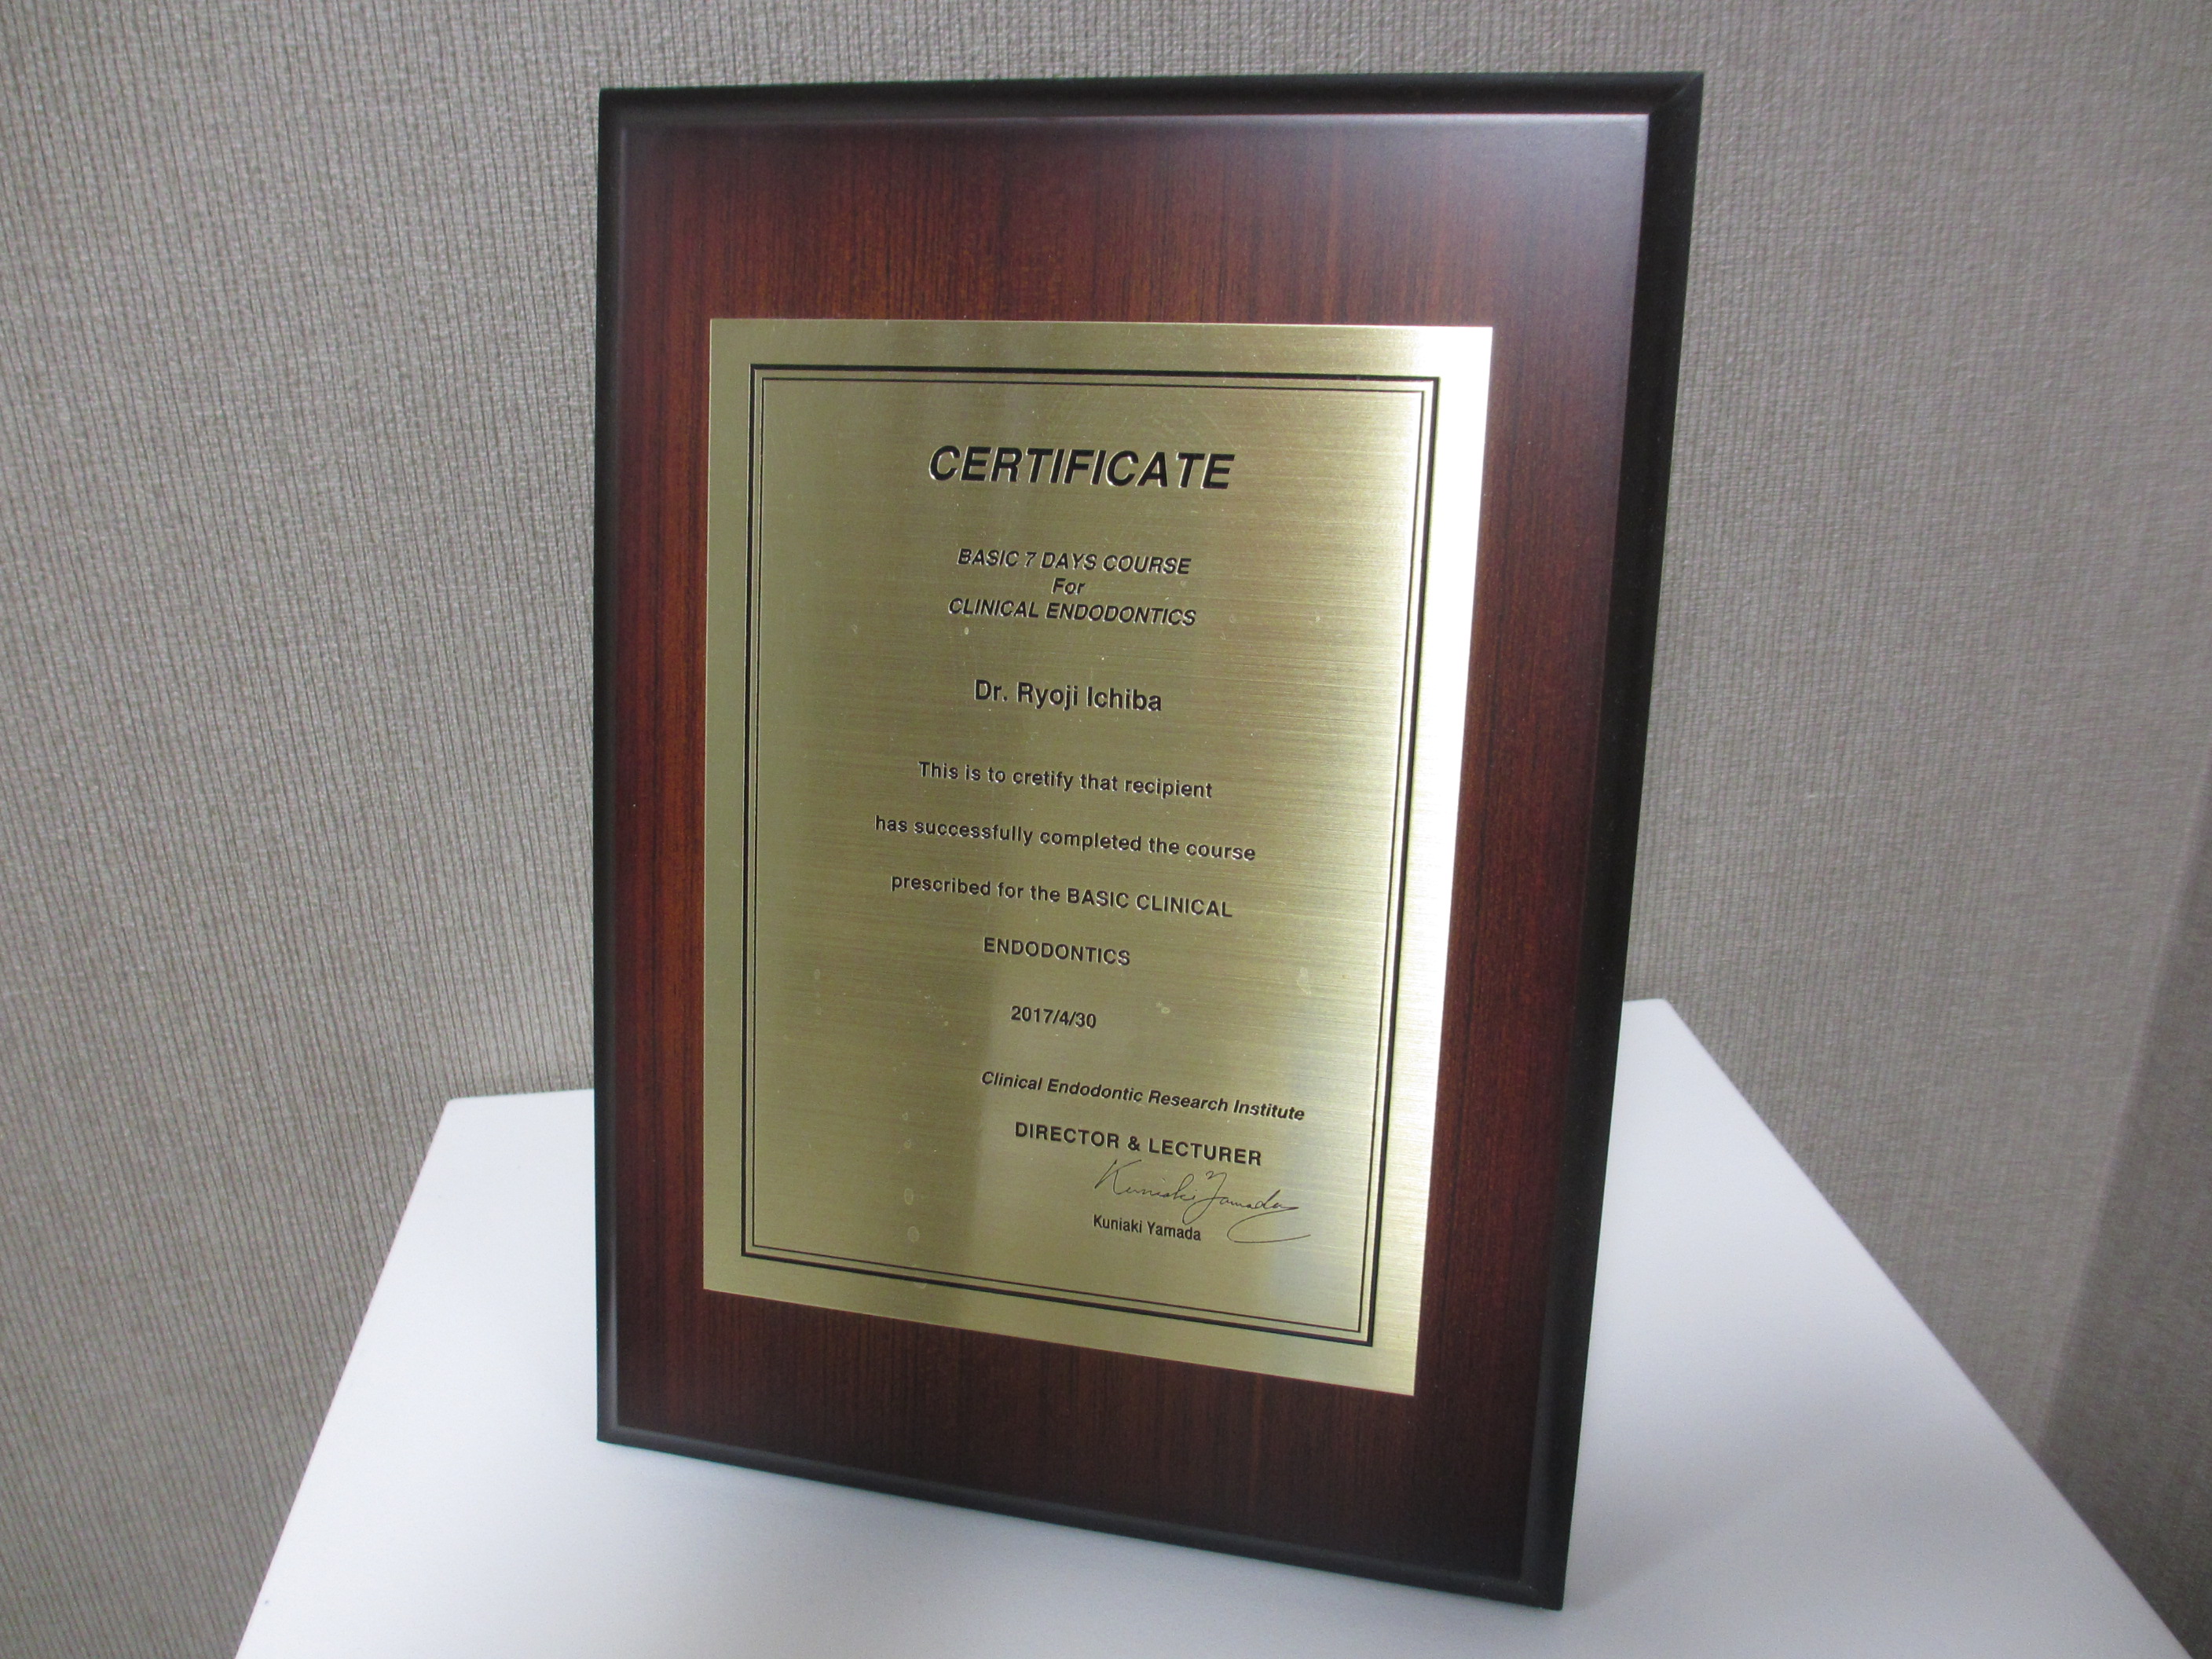 CERTIFICATE
BASIC 7 DAYS COURSE
For
CLINICAL ENDODONTICS
Dr. Ryoji Ichiba
This is to cretify that recipient
has successfully completed the course
prescribed for the BASIC CLINICAL
ENDODONTICS
2017/4/30
Clinical Endodontic Research Institute
DIRECTOR & LECTURER
Kuniaki Yamada
Kuniaki Yamada